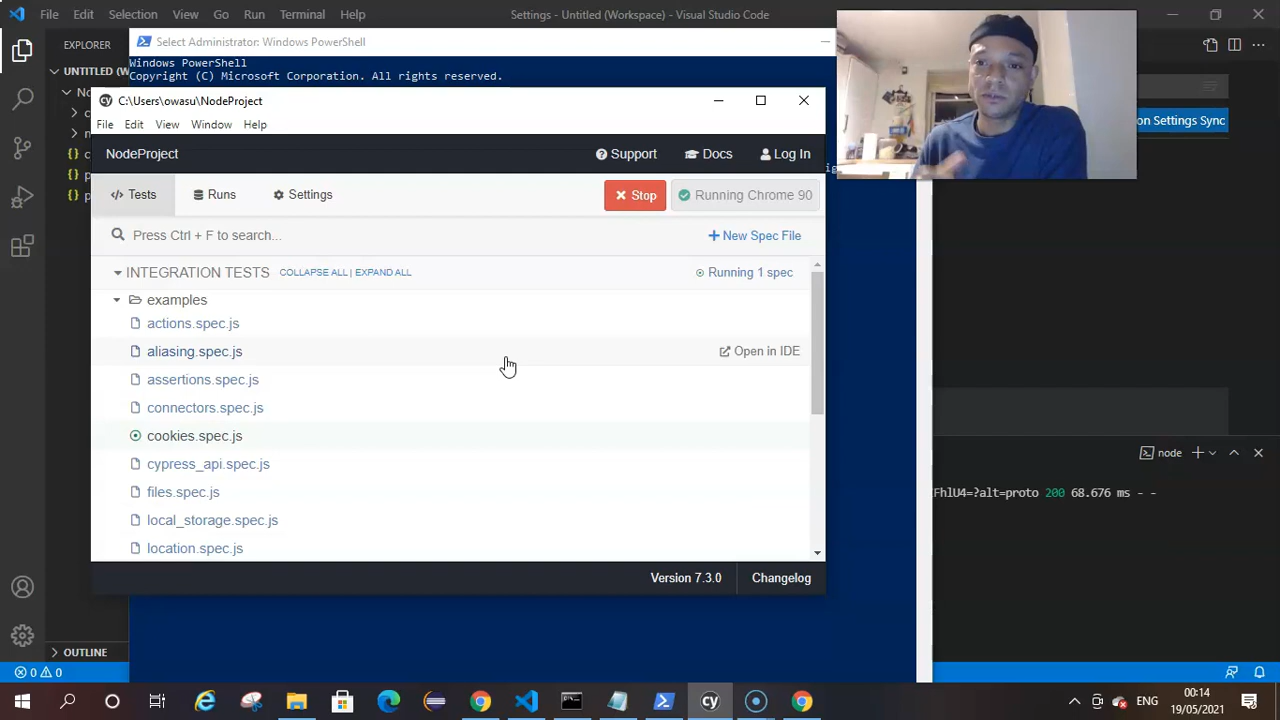 File Edit Selection View Go Run Terminal Help
Settings - Untitled (Workspace) - Visual Studio Code
EXPLORER
Select Administrator: Windows PowerShell
Windows PowerShell
Copyright (C) Microsoft Corporation. All rights reserved.
UNTITLED (W
on Settings Sync
C:\Users\owasu\NodeProject
File Edit View Window Help
NodeProject
Support
Docs
Log In
Tests
Runs
Settings
Stop
Running Chrome 90
Press Ctrl + F to search...
New Spec File
INTEGRATION TESTS COLLAPSE ALL | EXPAND ALL
Running 1 spec
examples
actions.spec.js
aliasing.spec.js
Open in IDE
assertions.spec.js
connectors.spec.js
cookies.spec.js
cypress_api.spec.js
files.spec.js
local_storage.spec.js
location.spec.js
Version 7.3.0
Changelog
node
FhlU4=?alt=proto 200 68.676 ms - -
OUTLINE
0 0
ENG
00:14
19/05/2021